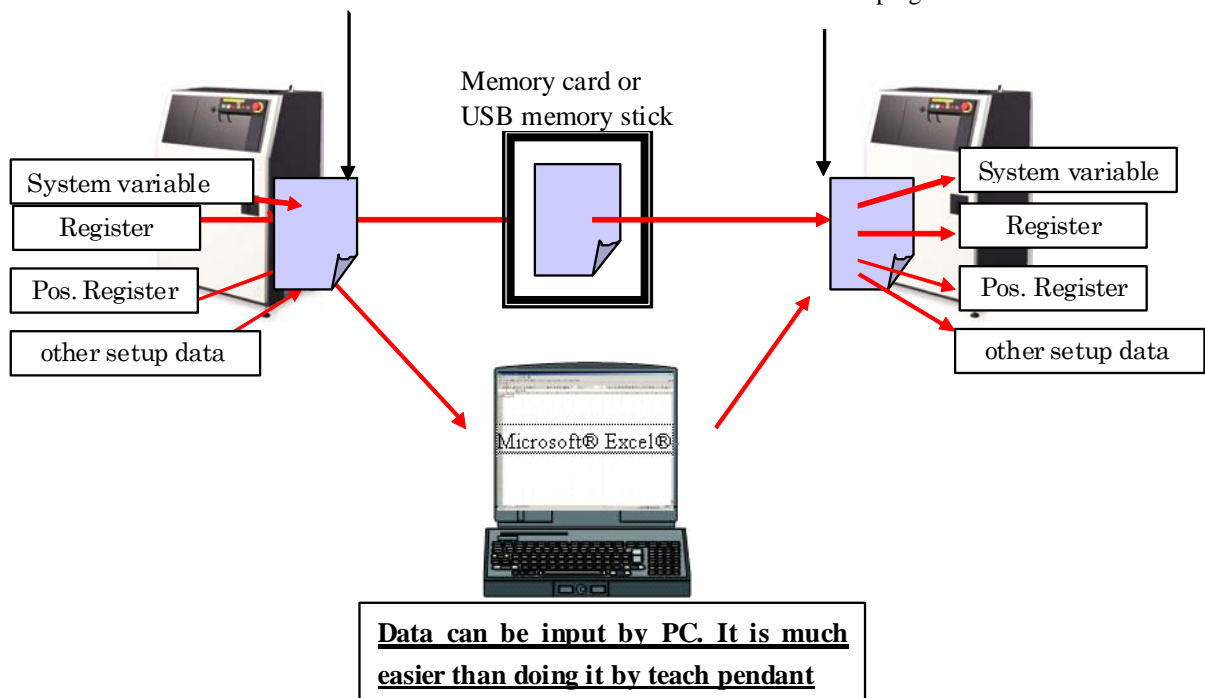 Memory card or
USB memory stick
System variable
Register
Pos. Register
other setup data
System variable
Register
Pos. Register
other setup data
Microsoft® Excel®
Data can be input by PC. It is much
easier than doing it by teach pendant